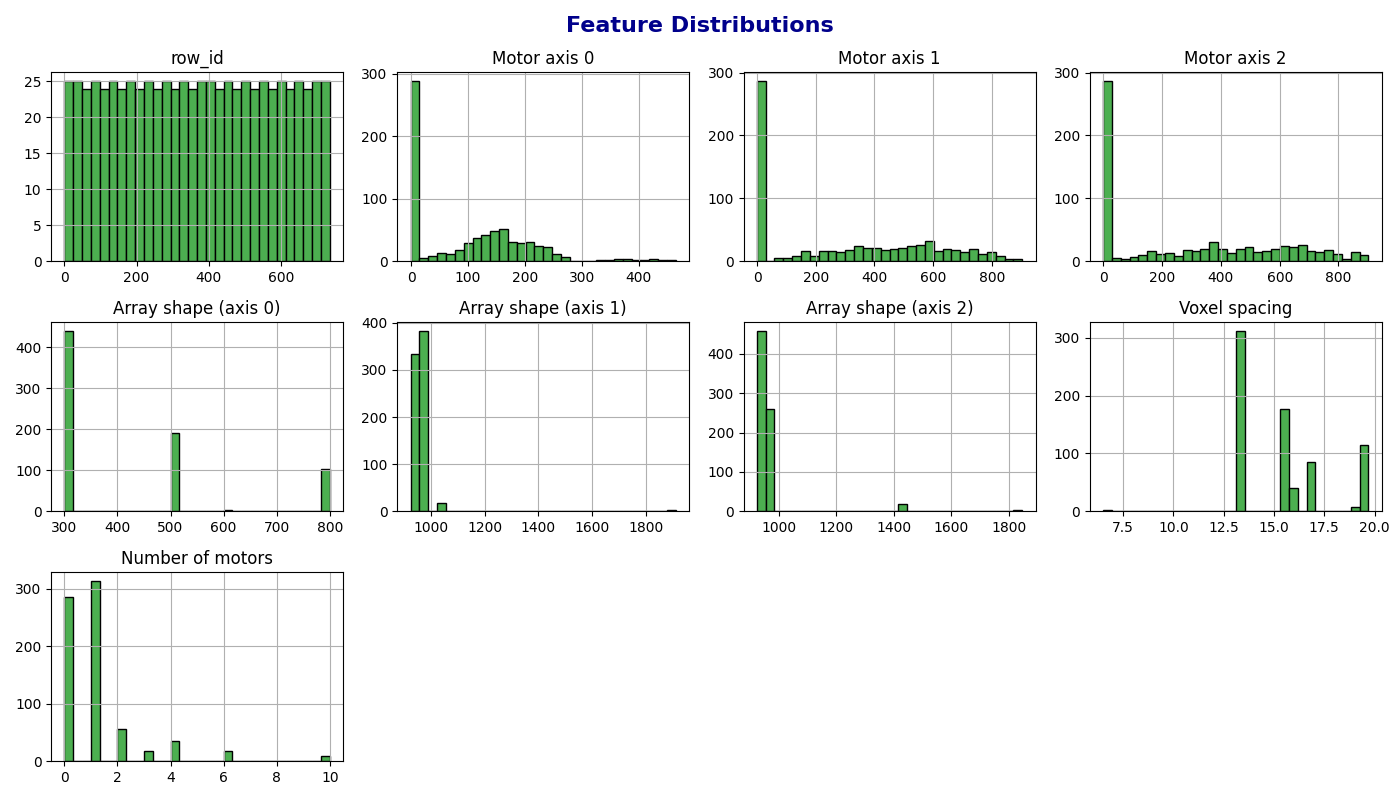 Feature Distributions
row_id
25
20
15
10
5
0
0 200 400 600
Motor axis 0
300
200
100
0
0 100 200 300 400
Motor axis 1
300
200
100
0
0 200 400 600 800
Motor axis 2
300
200
100
0
0 200 400 600 800
Array shape (axis 0)
400
300
200
100
0
300 400 500 600 700 800
Array shape (axis 1)
400
300
200
100
0
1000 1200 1400 1600 1800
Array shape (axis 2)
400
300
200
100
0
1000 1200 1400 1600 1800
Voxel spacing
300
200
100
0
7.5 10.0 12.5 15.0 17.5 20.0
Number of motors
300
200
100
0
0 2 4 6 8 10